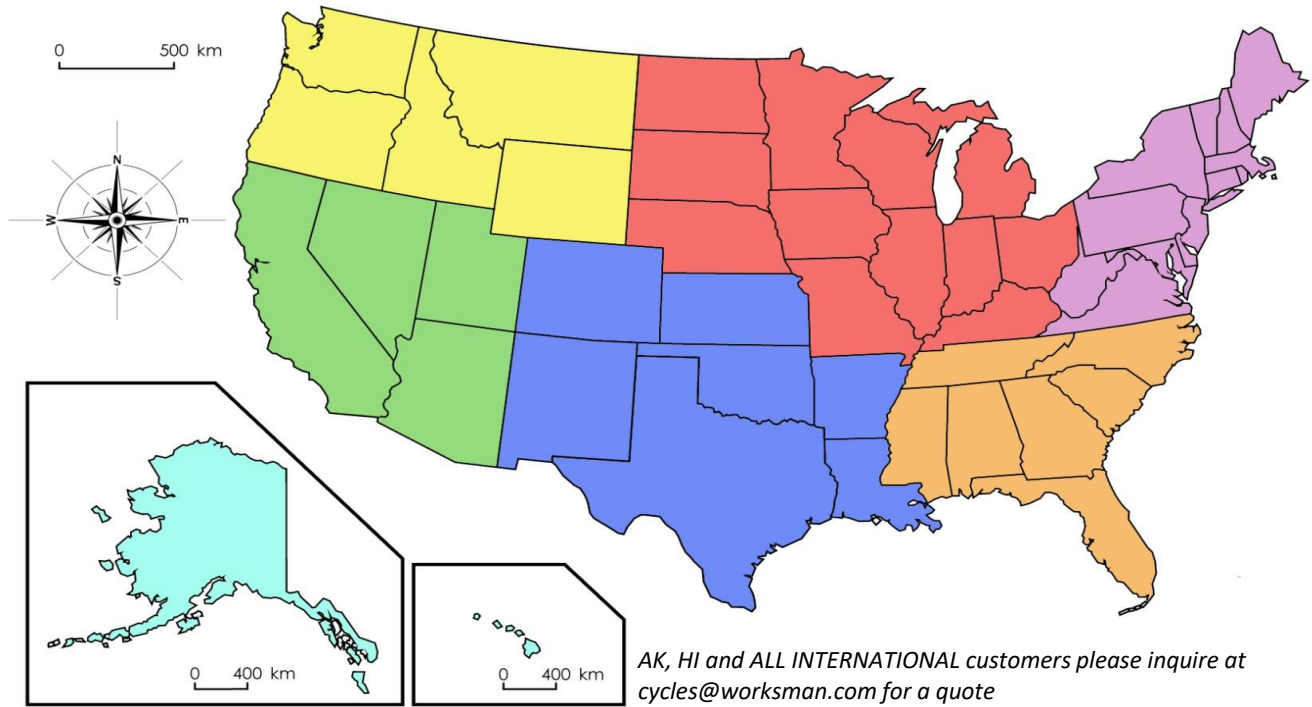 0 500 km
N
W E
S
0 400 km
0 400 km
AK, HI and ALL INTERNATIONAL customers please inquire at
cycles@worksman.com for a quote